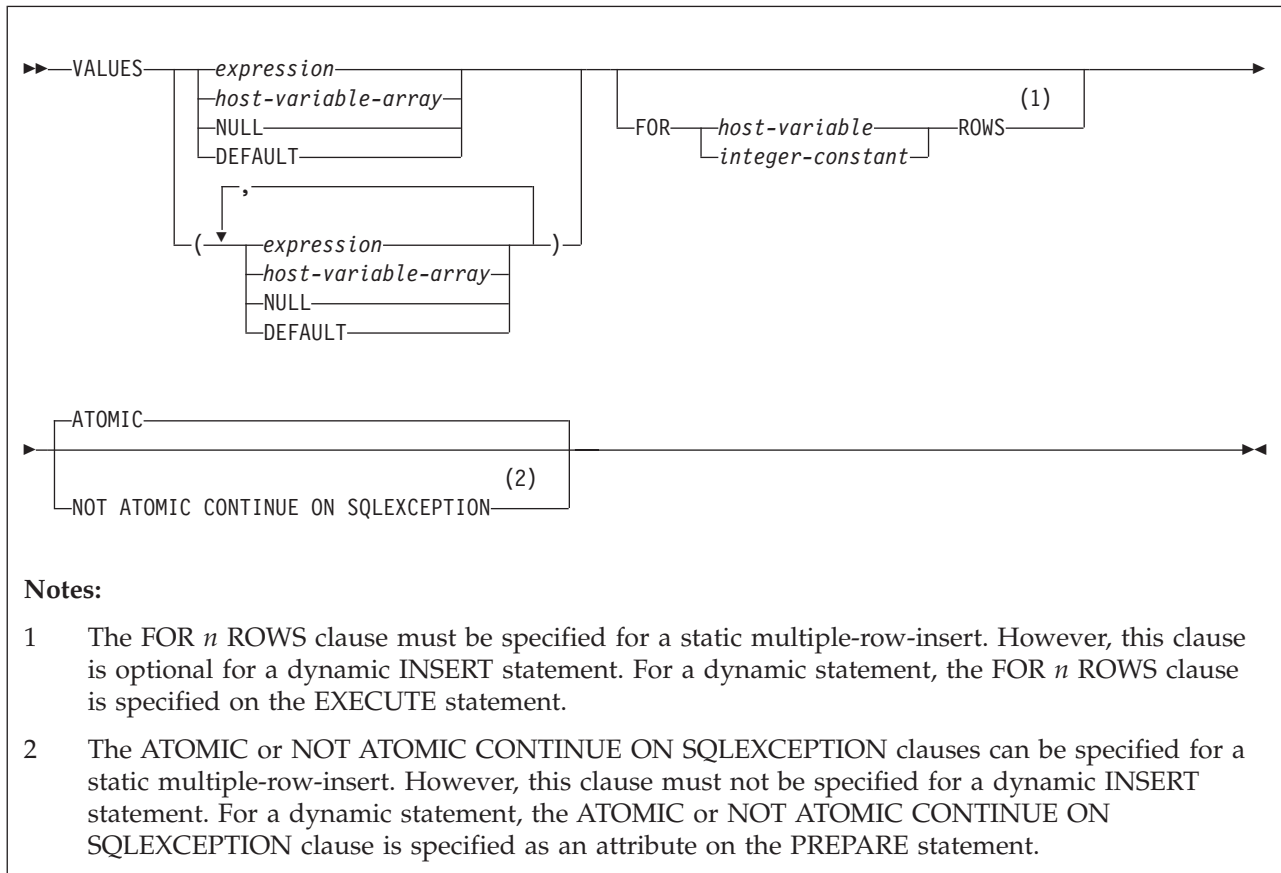 VALUES expression
host-variable-array (1)
NULL FOR host-variable ROWS
DEFAULT integer-constant
,
( expression )
host-variable-array
NULL
DEFAULT
ATOMIC
(2)
NOT ATOMIC CONTINUE ON SQLEXCEPTION
Notes:
1 The FOR n ROWS clause must be specified for a static multiple-row-insert. However, this clause
is optional for a dynamic INSERT statement. For a dynamic statement, the FOR n ROWS clause
is specified on the EXECUTE statement.
2 The ATOMIC or NOT ATOMIC CONTINUE ON SQLEXCEPTION clauses can be specified for a
static multiple-row-insert. However, this clause must not be specified for a dynamic INSERT
statement. For a dynamic statement, the ATOMIC or NOT ATOMIC CONTINUE ON
SQLEXCEPTION clause is specified as an attribute on the PREPARE statement.